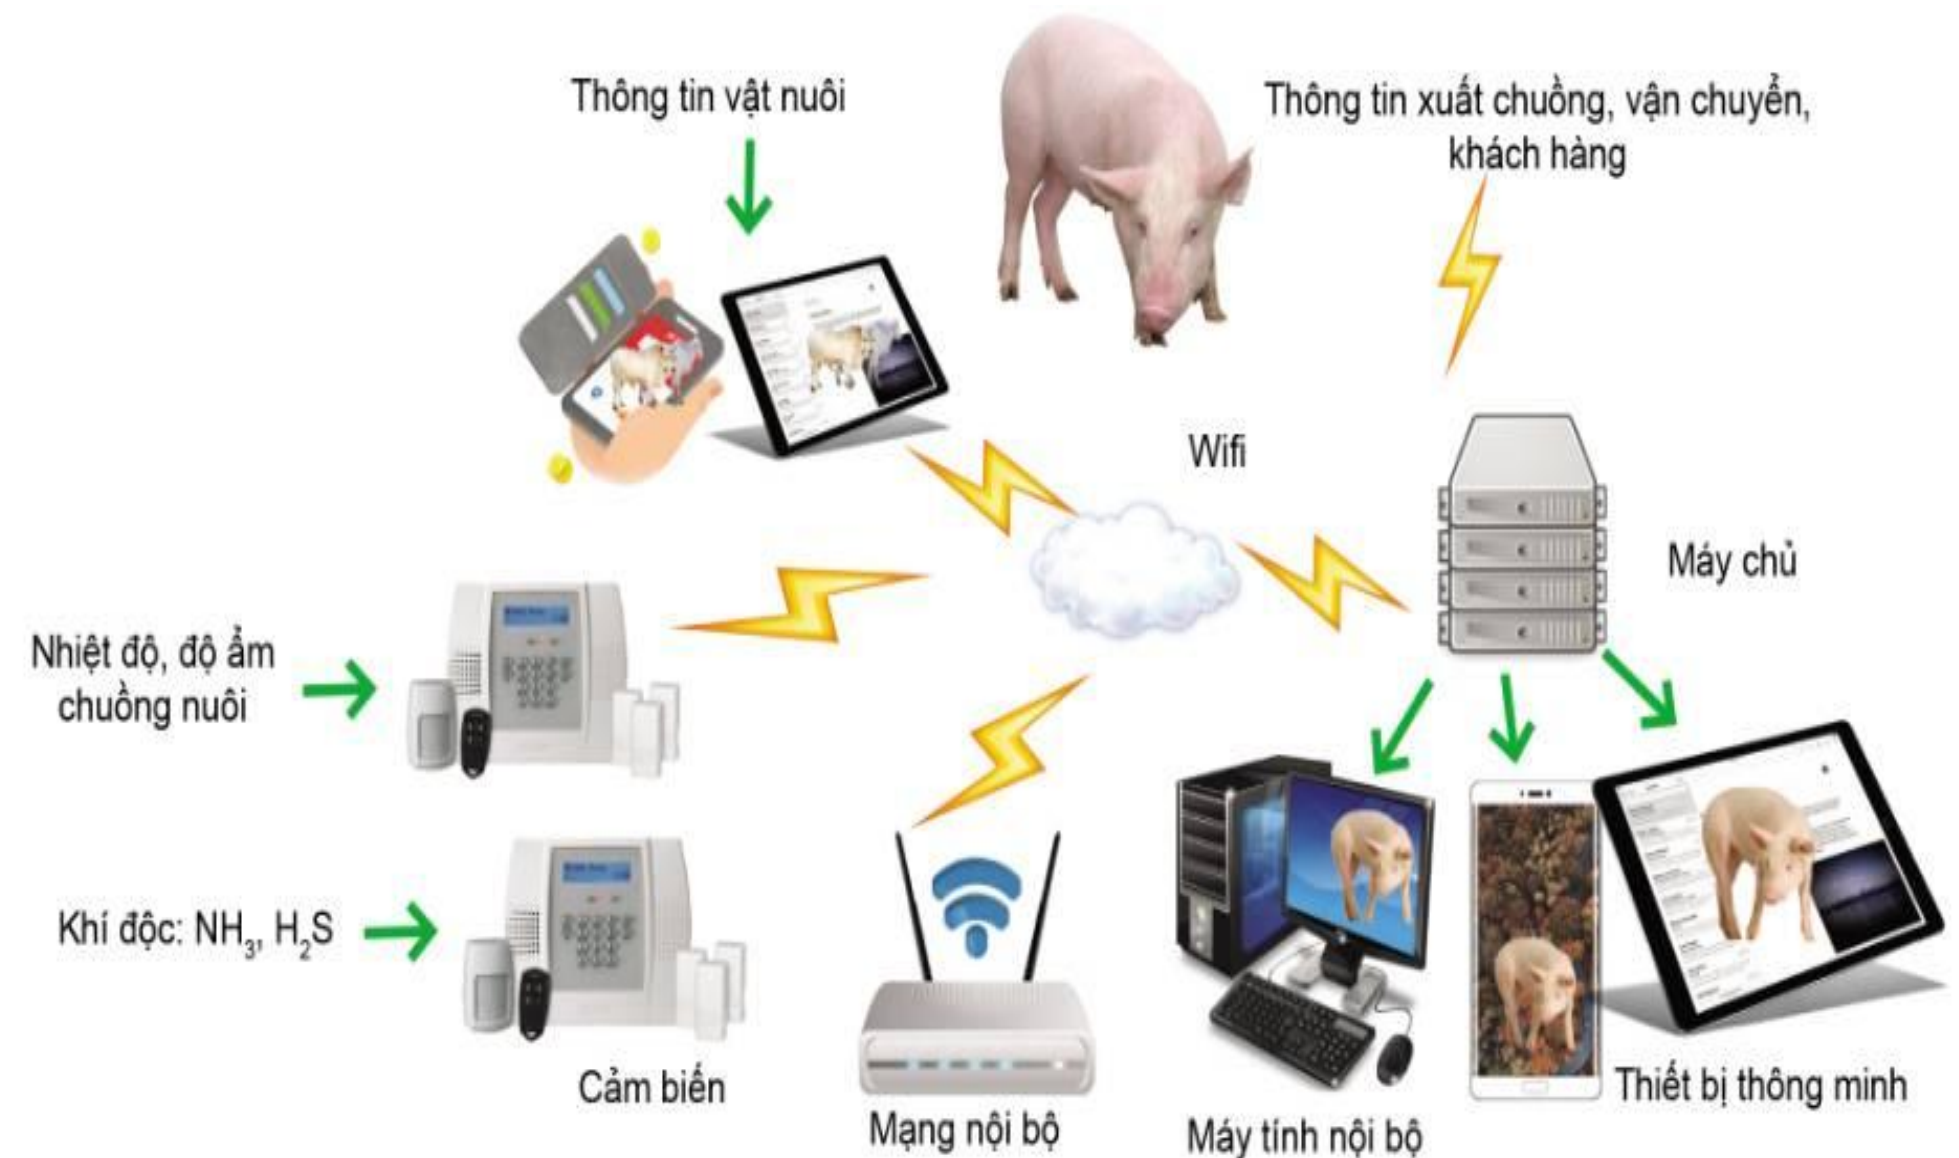 Thông tin vật nuôi
Thông tin xuất chuồng, vận chuyển,
khách hàng
Wifi
Máy chủ
Nhiệt độ, độ ẩm
chuồng nuôi
Khí độc: NH₃, H₂S
Cảm biến
Mạng nội bộ
Máy tính nội bộ
Thiết bị thông minh